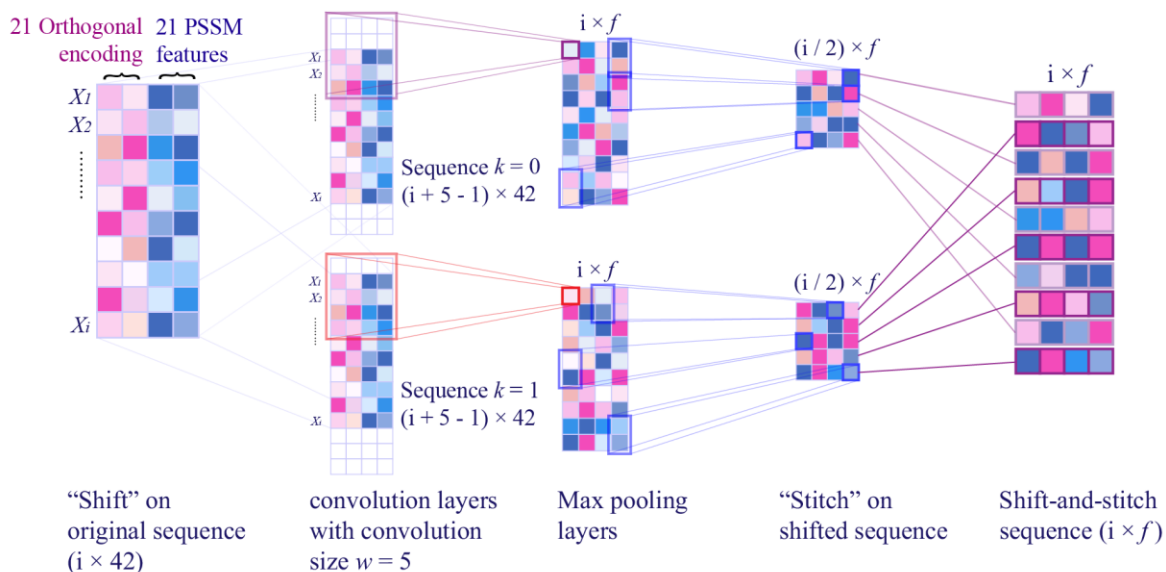 21 Orthogonal
encoding
21 PSSM
features
X1
X2
Xi
X1
X2
Xi
Sequence k = 0
(i + 5 - 1) × 42
X1
X2
Xi
Sequence k = 1
(i + 5 - 1) × 42
i × f
i × f
(i / 2) × f
(i / 2) × f
i × f
“Shift” on
original sequence
(i × 42)
convolution layers
with convolution
size w = 5
Max pooling
layers
“Stitch” on
shifted sequence
Shift-and-stitch
sequence (i × f)